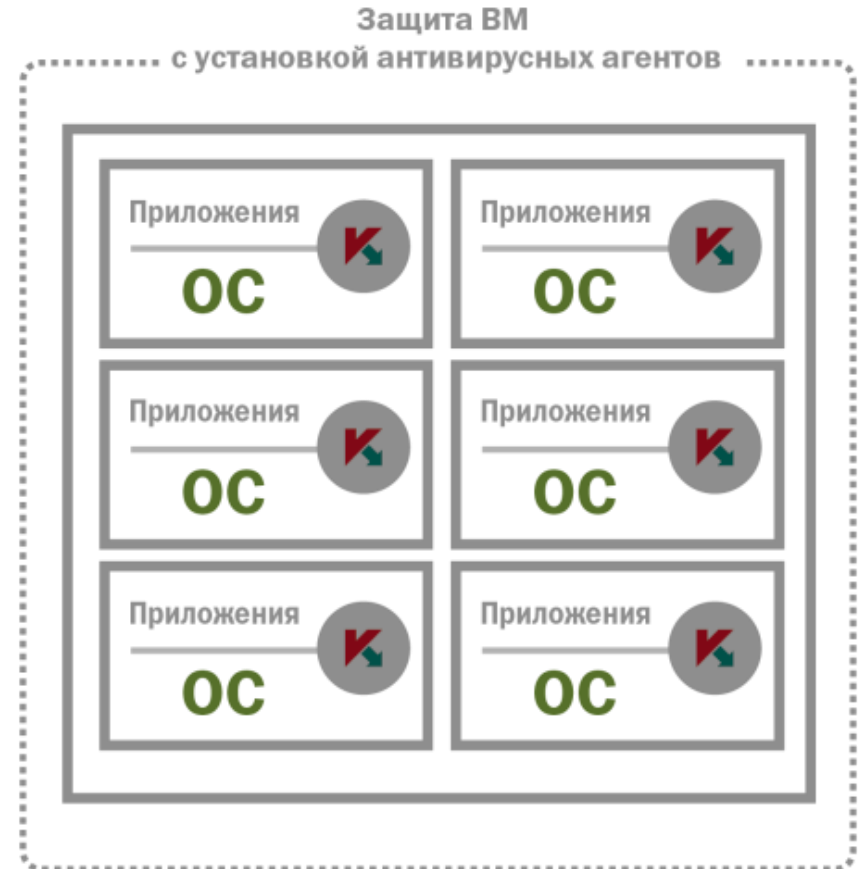 Защита ВМ
с установкой антивирусных агентов
Приложения
ОС
Приложения
ОС
Приложения
ОС
Приложения
ОС
Приложения
ОС
Приложения
ОС